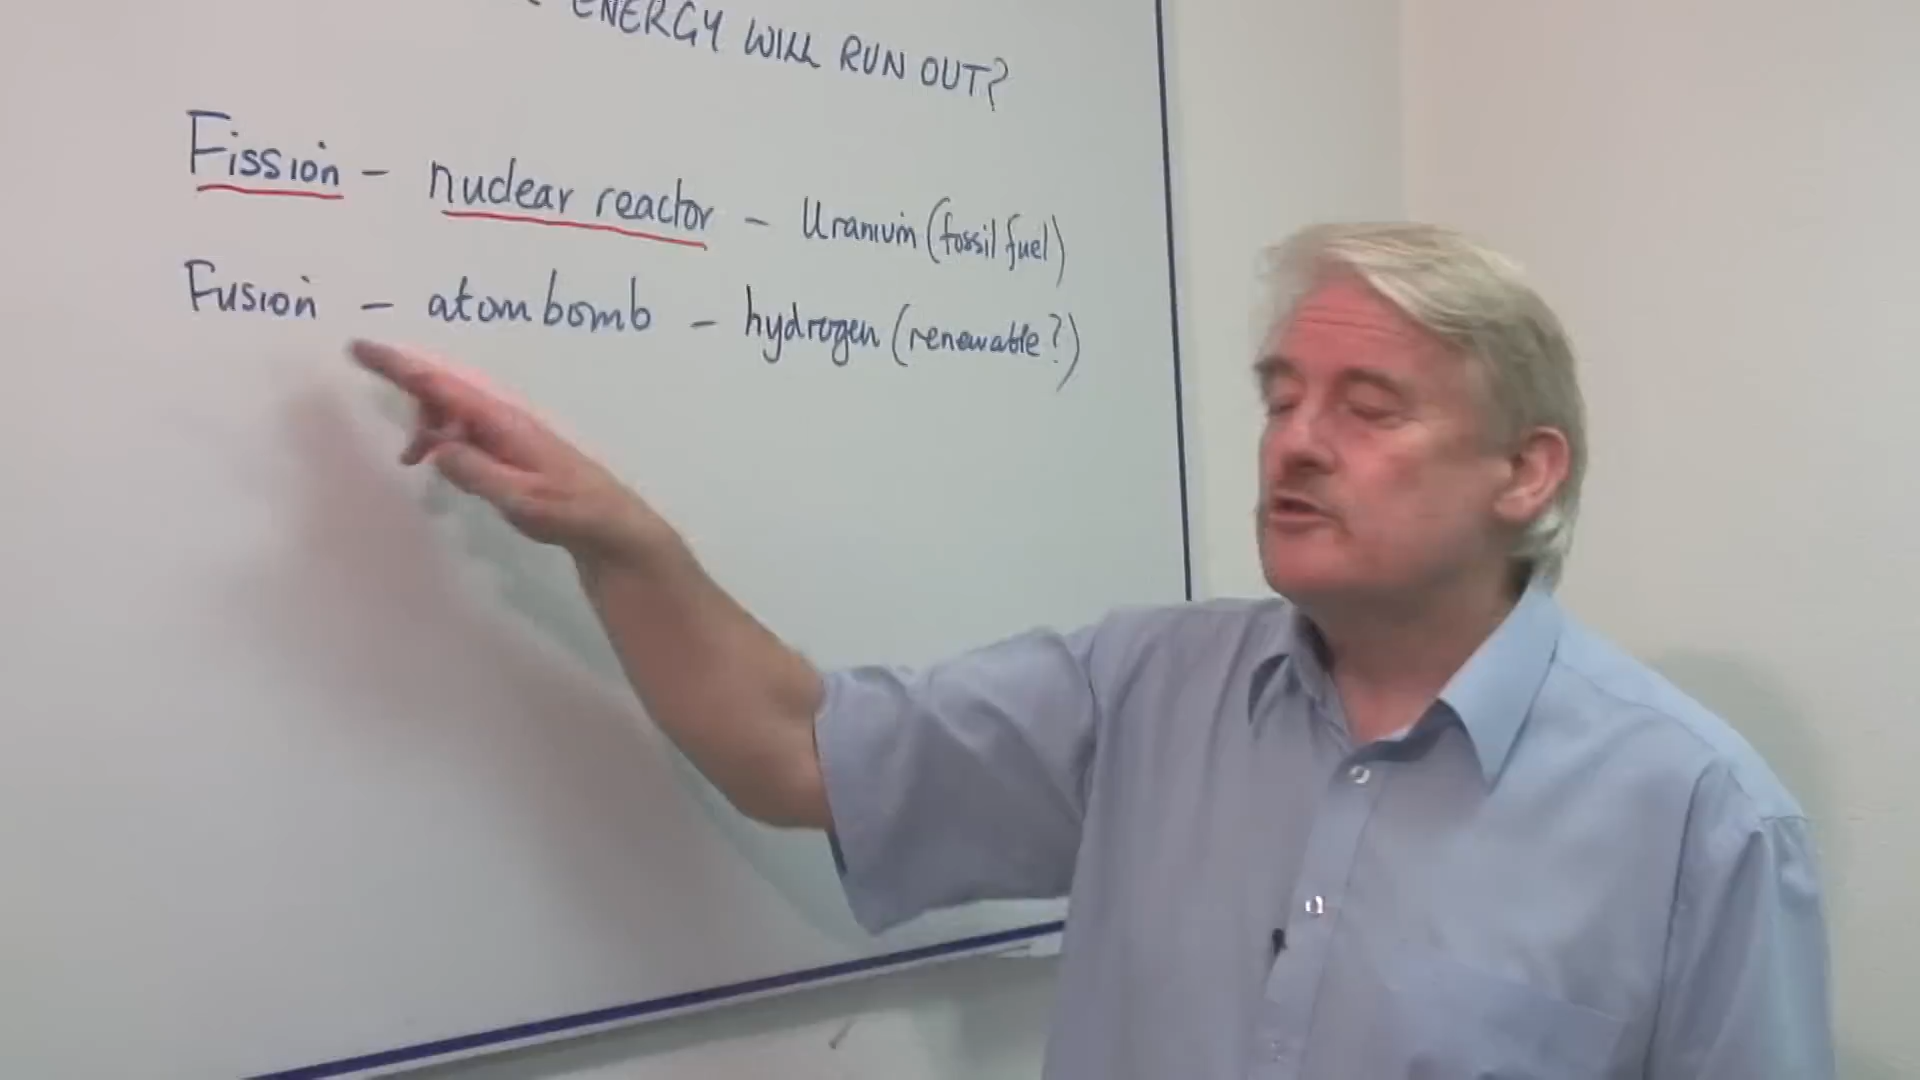 ENERGY WILL RUN OUT?
Fission - nuclear reactor - Uranium (fossil fuel)
Fusion - atom bomb - hydrogen (renewable?)